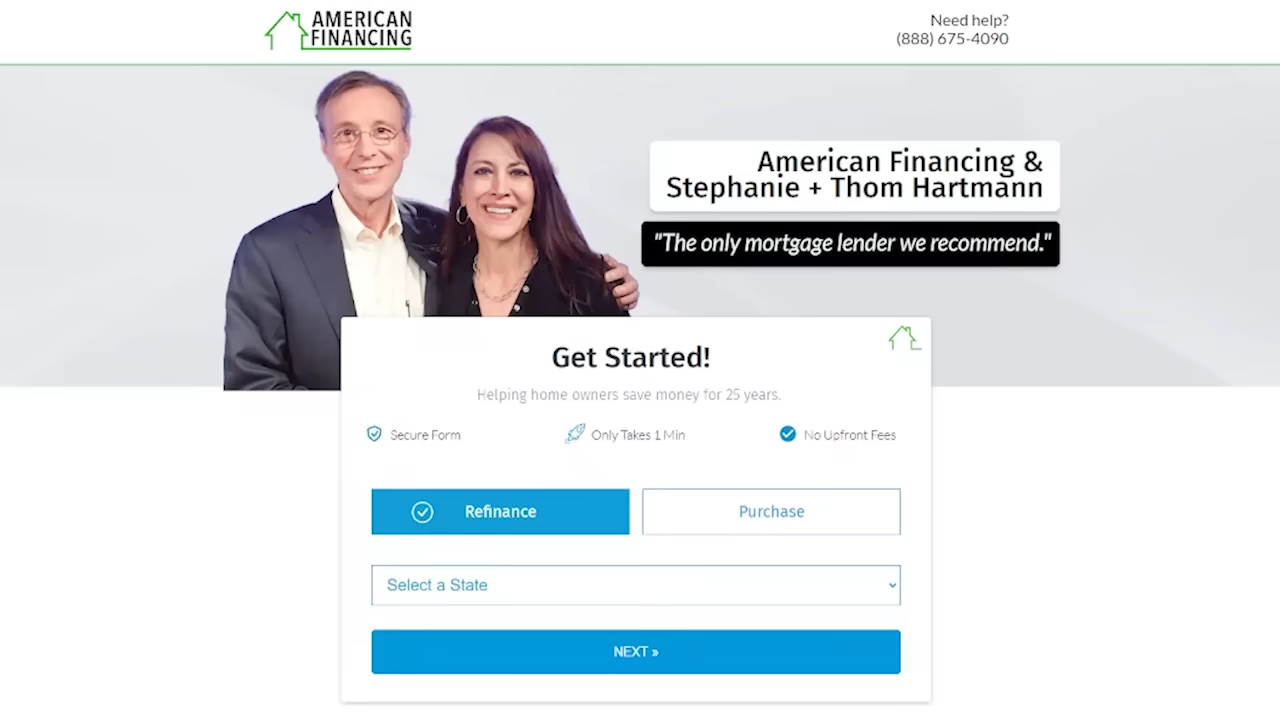 AMERICAN
FINANCING
Need help?
(888) 675-4090
American Financing &
Stephanie + Thom Hartmann
"The only mortgage lender we recommend."
Get Started!
Helping home owners save money for 25 years.
Secure Form
Only Takes 1 Min
No Upfront Fees
Refinance
Purchase
Select a State
NEXT »